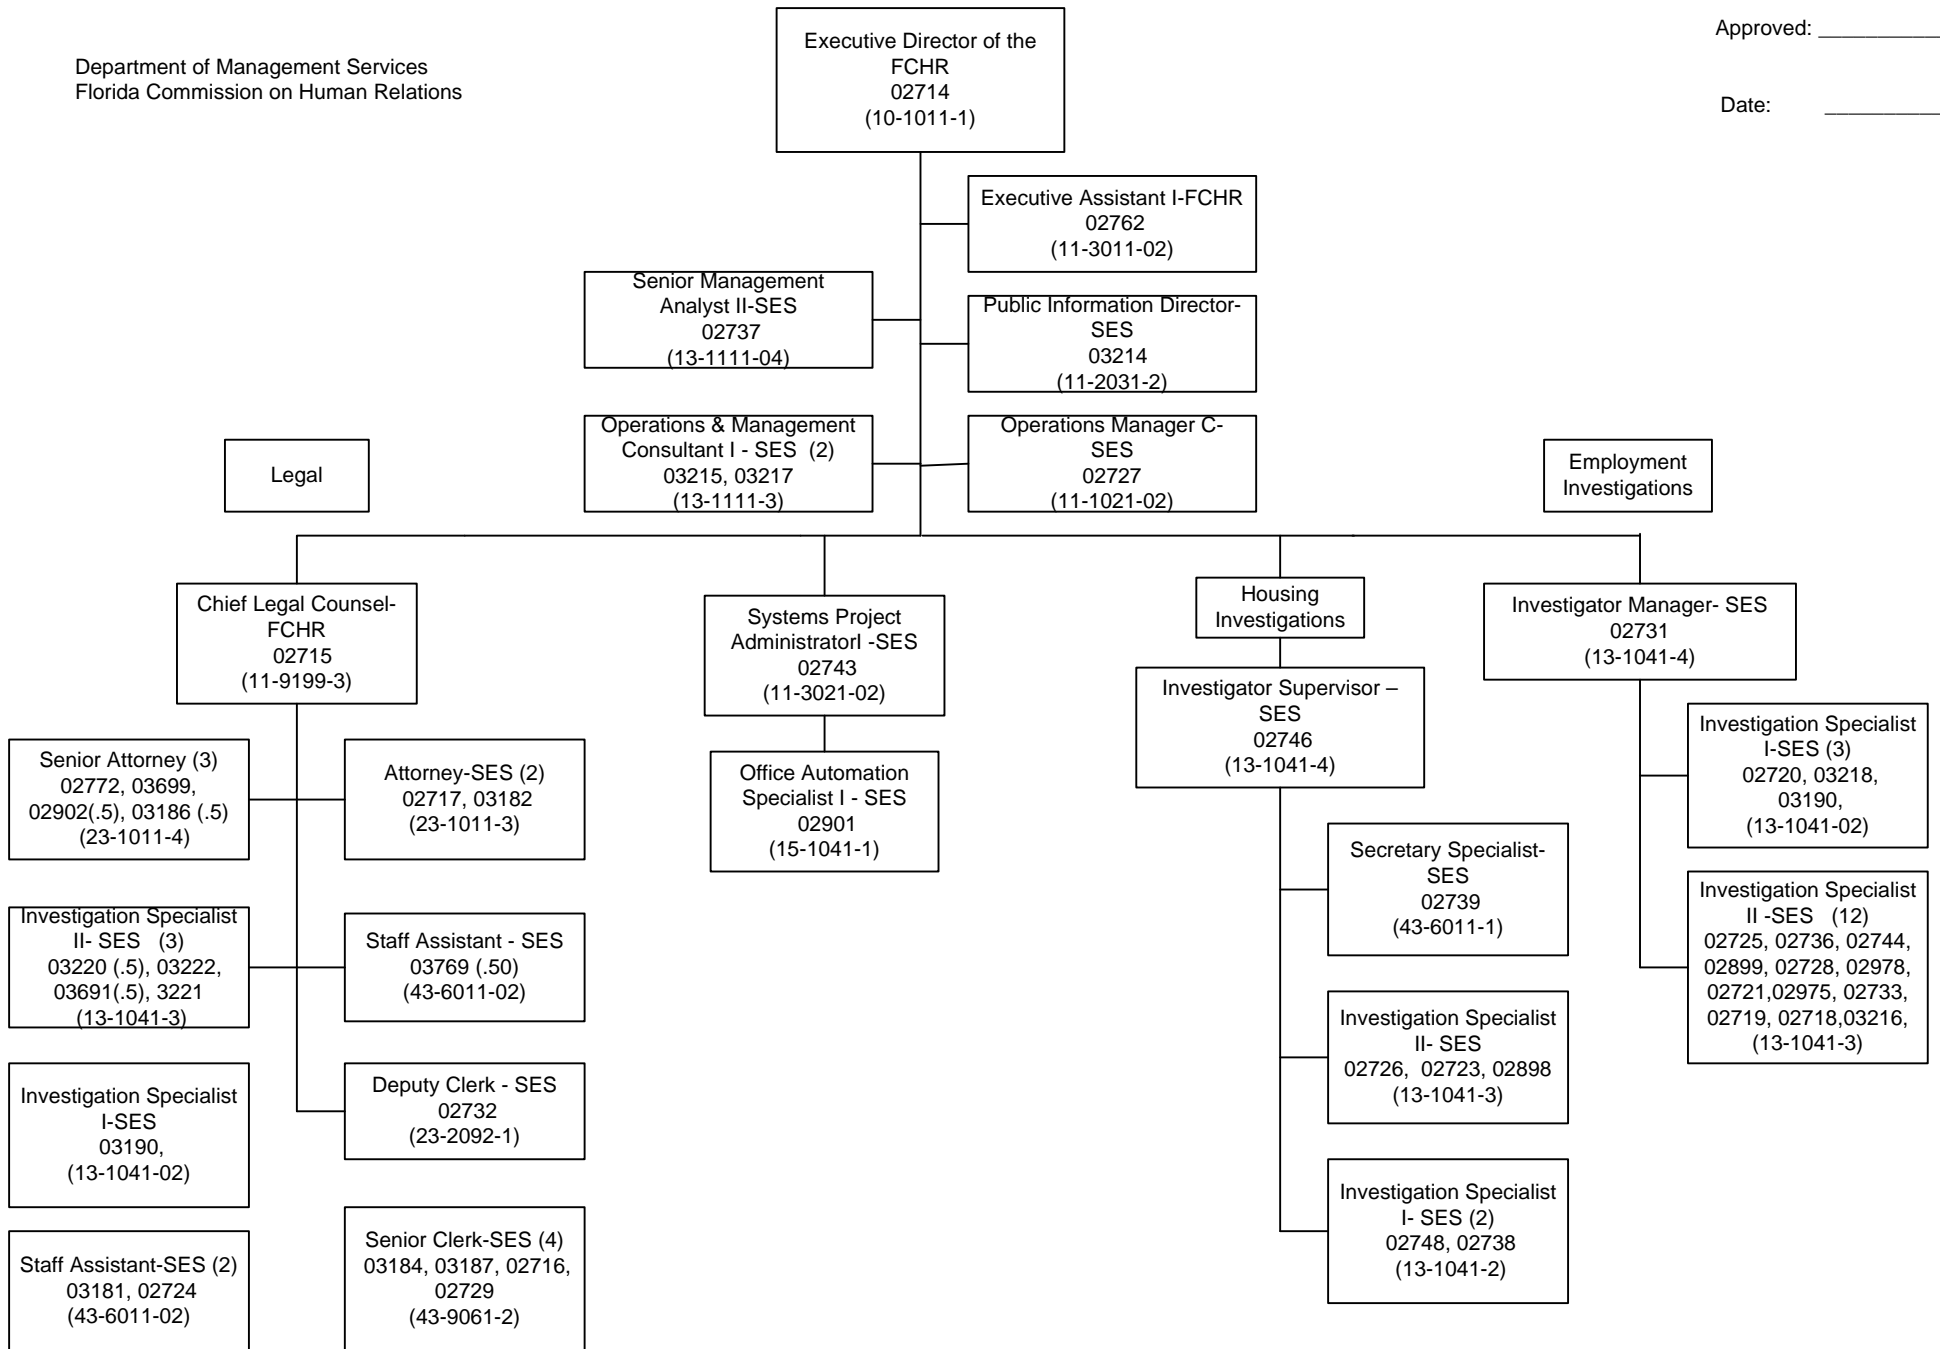 Department of Management Services
Florida Commission on Human Relations
Approved: ___________
Date: ___________
Executive Director of the
FCHR
02714
(10-1011-1)
Executive Assistant I-FCHR
02762
(11-3011-02)
Senior Management
Analyst II-SES
02737
(13-1111-04)
Public Information Director-
SES
03214
(11-2031-2)
Operations & Management
Consultant I - SES (2)
03215, 03217
(13-1111-3)
Operations Manager C-
SES
02727
(11-1021-02)
Legal
Employment
Investigations
Chief Legal Counsel-
FCHR
02715
(11-9199-3)
Systems Project
AdministratorI -SES
02743
(11-3021-02)
Housing
Investigations
Investigator Manager- SES
02731
(13-1041-4)
Investigator Supervisor –
SES
02746
(13-1041-4)
Senior Attorney (3)
02772, 03699,
02902(.5), 03186 (.5)
(23-1011-4)
Attorney-SES (2)
02717, 03182
(23-1011-3)
Office Automation
Specialist I - SES
02901
(15-1041-1)
Investigation Specialist
I-SES (3)
02720, 03218,
03190,
(13-1041-02)
Secretary Specialist-
SES
02739
(43-6011-1)
Investigation Specialist
II -SES (12)
02725, 02736, 02744,
02899, 02728, 02978,
02721,02975, 02733,
02719, 02718,03216,
(13-1041-3)
Investigation Specialist
II- SES (3)
03220 (.5), 03222,
03691(.5), 3221
(13-1041-3)
Staff Assistant - SES
03769 (.50)
(43-6011-02)
Investigation Specialist
II- SES
02726, 02723, 02898
(13-1041-3)
Investigation Specialist
I-SES
03190,
(13-1041-02)
Deputy Clerk - SES
02732
(23-2092-1)
Investigation Specialist
I- SES (2)
02748, 02738
(13-1041-2)
Staff Assistant-SES (2)
03181, 02724
(43-6011-02)
Senior Clerk-SES (4)
03184, 03187, 02716,
02729
(43-9061-2)